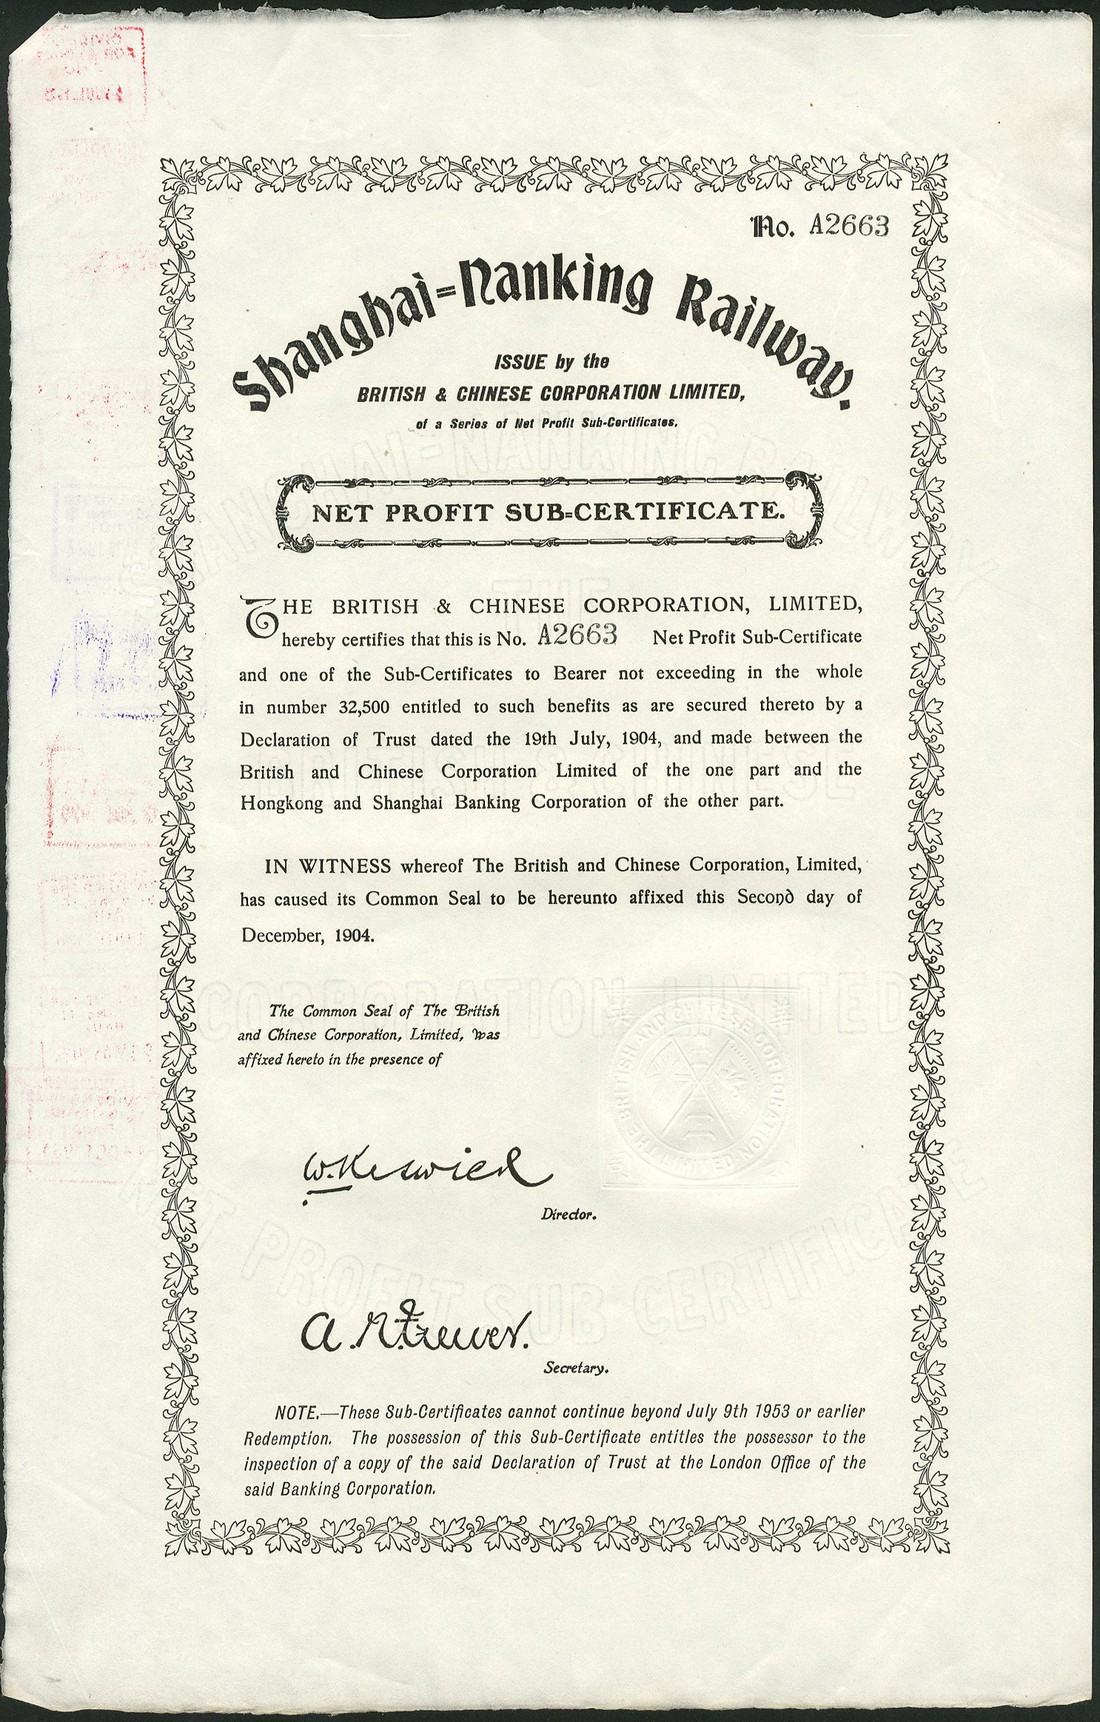 No. A2663
Shanghai=Nanking Railway.
ISSUE by the
BRITISH & CHINESE CORPORATION LIMITED,
of a Series of Net Profit Sub-Certificates.
NET PROFIT SUB=CERTIFICATE.
THE BRITISH & CHINESE CORPORATION, LIMITED,
hereby certifies that this is No. A2663 Net Profit Sub-Certificate
and one of the Sub-Certificates to Bearer not exceeding in the whole
in number 32,500 entitled to such benefits as are secured thereto by a
Declaration of Trust dated the 19th July, 1904, and made between the
British and Chinese Corporation Limited of the one part and the
Hongkong and Shanghai Banking Corporation of the other part.
IN WITNESS whereof The British and Chinese Corporation, Limited,
has caused its Common Seal to be hereunto affixed this Second day of
December, 1904.
The Common Seal of The British
and Chinese Corporation, Limited, was
affixed hereto in the presence of
W. Keswick
Director.
Secretary.
NOTE.—These Sub-Certificates cannot continue beyond July 9th 1953 or earlier
Redemption. The possession of this Sub-Certificate entitles the possessor to the
inspection of a copy of the said Declaration of Trust at the London Office of the
said Banking Corporation.